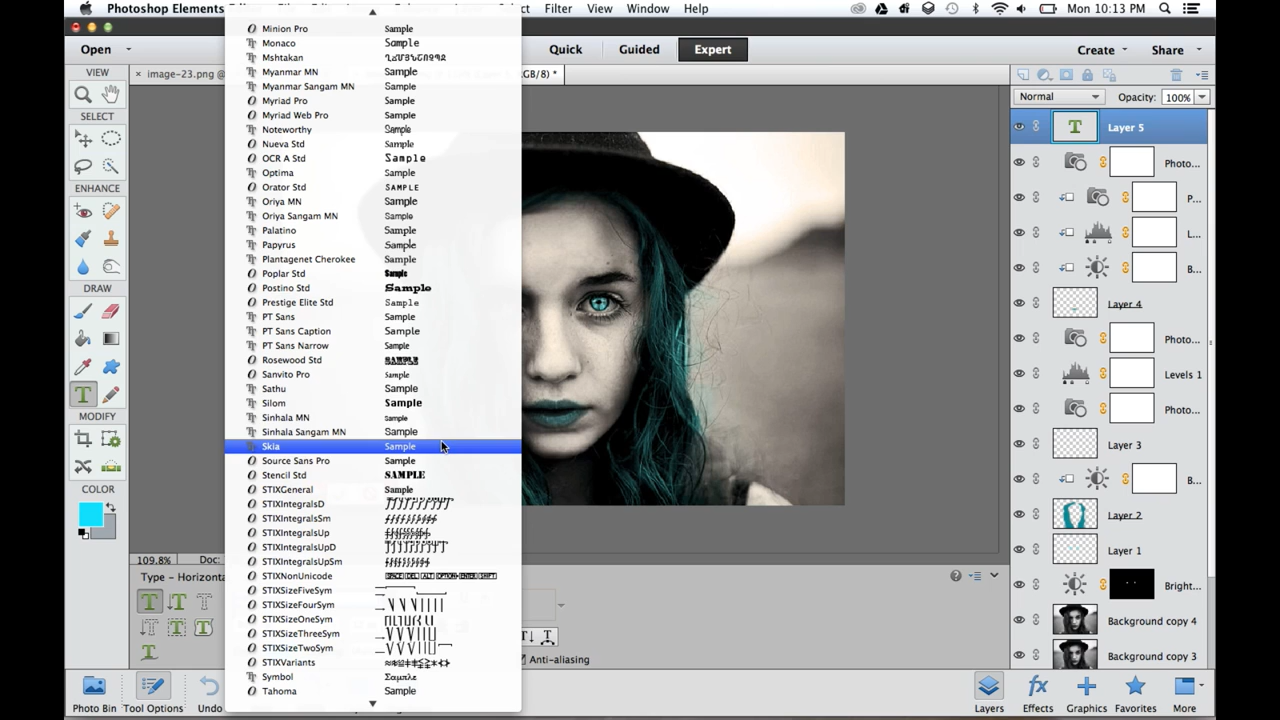 Photoshop Elements
Select Filter View Window Help
Mon 10:13 PM
Open
Quick Guided Expert
Create Share
VIEW
image-23.png @
RGB/8) *
Normal Opacity: 100%
SELECT
ENHANCE
DRAW
MODIFY
COLOR
Minion Pro Sample
Monaco Sample
Mshtakan
Myanmar MN Sample
Myanmar Sangam MN Sample
Myriad Pro Sample
Myriad Web Pro Sample
Noteworthy Sample
Nueva Std Sample
OCR A Std Sample
Optima Sample
Orator Std SAMPLE
Oriya MN Sample
Oriya Sangam MN Sample
Palatino Sample
Papyrus Sample
Plantagenet Cherokee Sample
Poplar Std Sample
Postino Std Sample
Prestige Elite Std Sample
PT Sans Sample
PT Sans Caption Sample
PT Sans Narrow Sample
Rosewood Std SAMPLE
Sanvito Pro Sample
Sathu Sample
Silom Sample
Sinhala MN Sample
Sinhala Sangam MN Sample
Skia Sample
Source Sans Pro Sample
Stencil Std SAMPLE
STIXGeneral Sample
STIXIntegralsD
STIXIntegralsSm
STIXIntegralsUp
STIXIntegralsUpD
STIXIntegralsUpSm
STIXNonUnicode
STIXSizeFiveSym
STIXSizeFourSym
STIXSizeOneSym
STIXSizeThreeSym
STIXSizeTwoSym
STIXVariants
Symbol Σαμπλε
Tahoma Sample
Layer 5
Photo...
P...
L...
B...
Layer 4
Photo...
Levels 1
Photo...
Layer 3
B...
Layer 2
Layer 1
Bright...
Background copy 4
Background copy 3
109.8% Doc:
Type - Horizonta
Anti-aliasing
Photo Bin Tool Options Undo
Layers Effects Graphics Favorites More